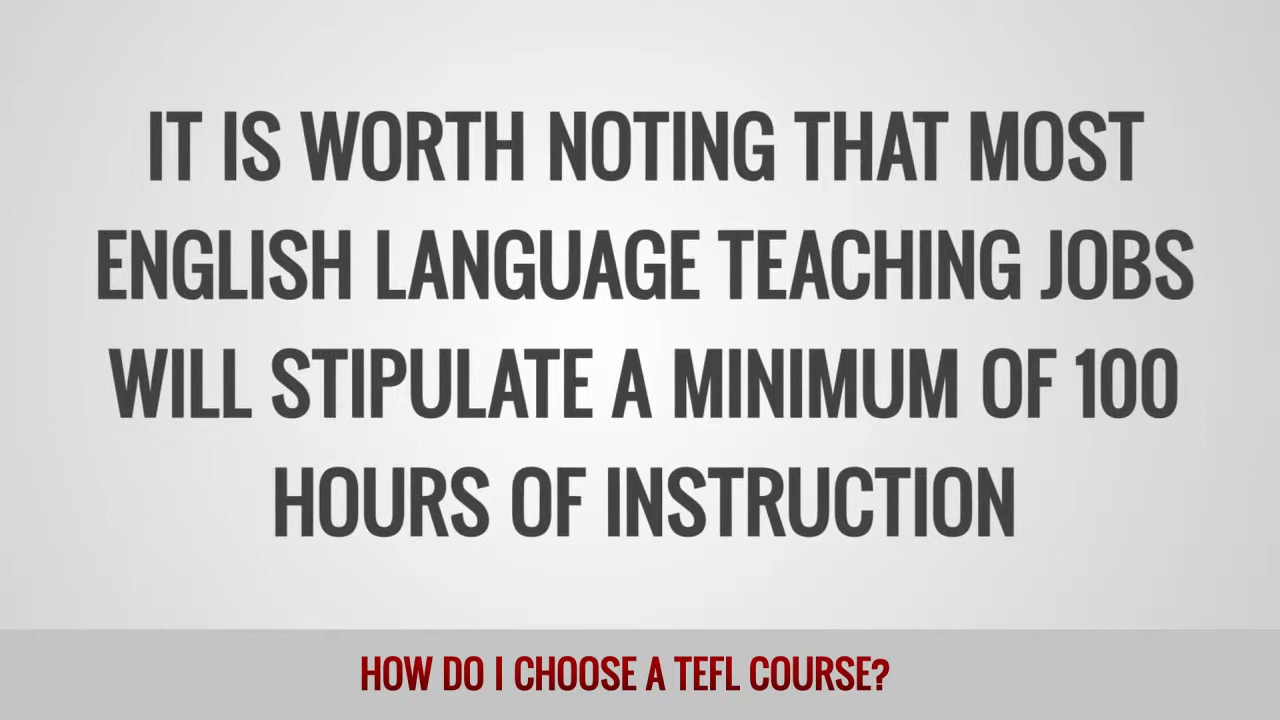 IT IS WORTH NOTING THAT MOST
ENGLISH LANGUAGE TEACHING JOBS
WILL STIPULATE A MINIMUM OF 100
HOURS OF INSTRUCTION
HOW DO I CHOOSE A TEFL COURSE?